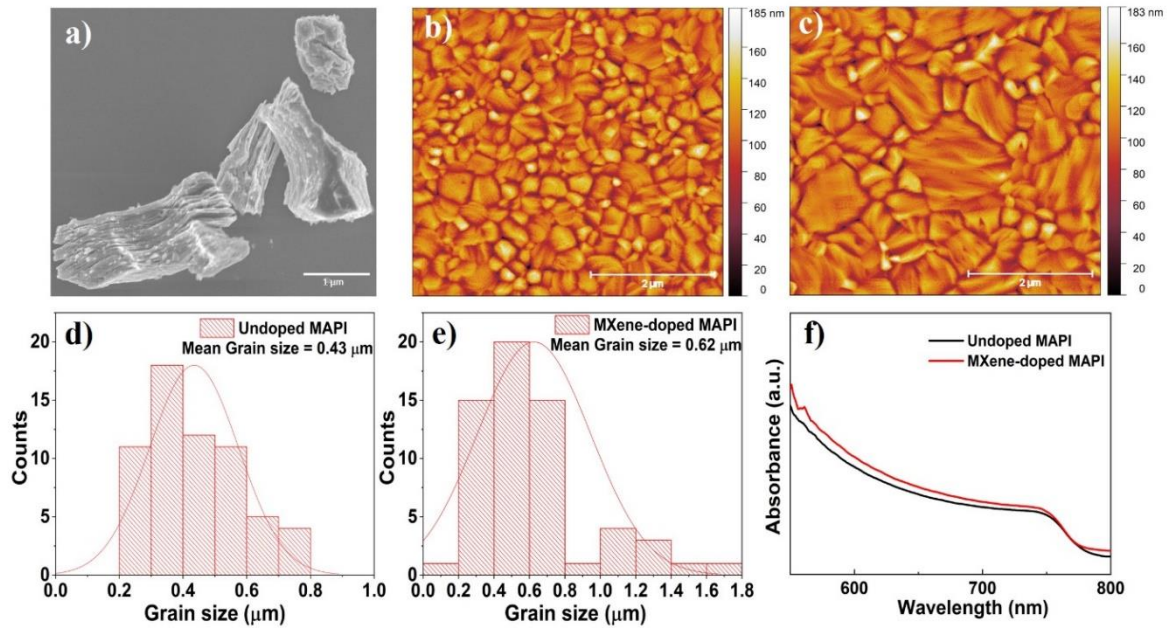 a)
1 μm
b)
2 μm
185 nm
160
140
120
100
80
60
40
20
0
c)
2 μm
183 nm
160
140
120
100
80
60
40
20
0
d)
Undoped MAPI
Mean Grain size = 0.43 μm
Counts
20
15
10
5
0
0.0 0.2 0.4 0.6 0.8 1.0
Grain size (μm)
e)
MXene-doped MAPI
Mean Grain size = 0.62 μm
Counts
20
15
10
5
0
0.0 0.2 0.4 0.6 0.8 1.0 1.2 1.4 1.6 1.8
Grain size (μm)
f)
Undoped MAPI
MXene-doped MAPI
Absorbance (a.u.)
600 700 800
Wavelength (nm)